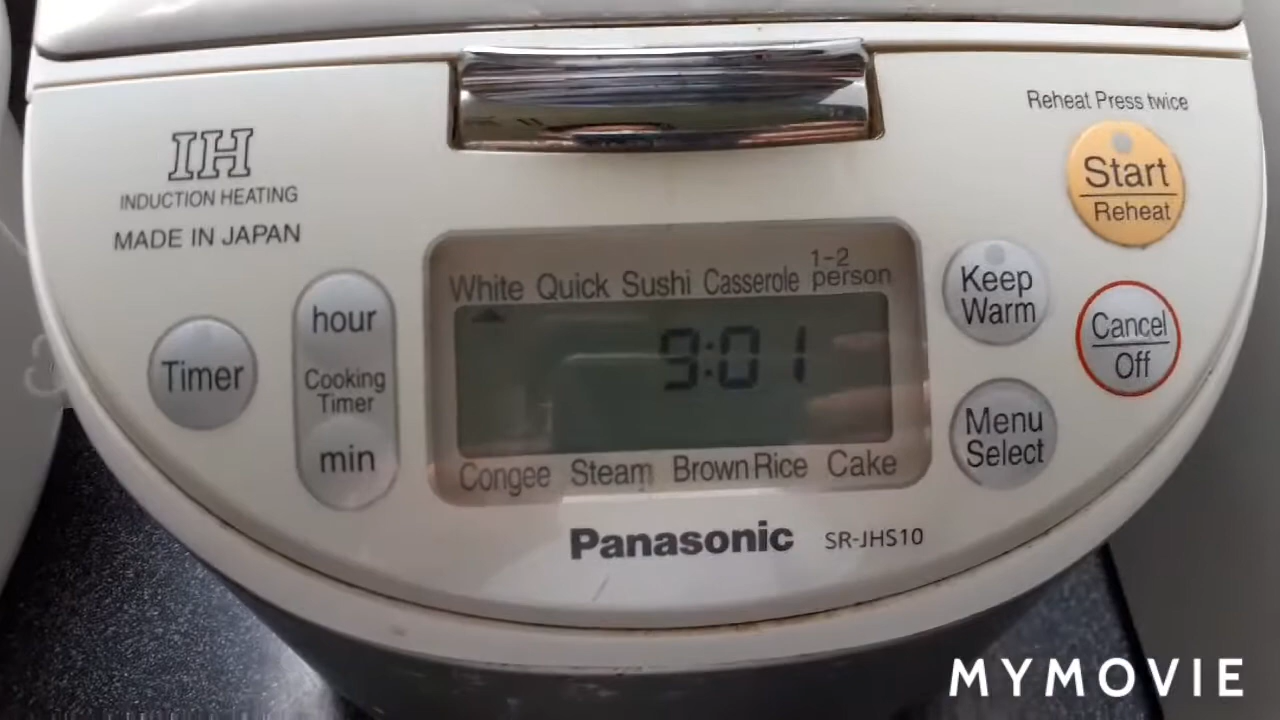 Reheat Press twice
IH
INDUCTION HEATING
MADE IN JAPAN
Start
Reheat
White Quick Sushi Casserole 1-2 person
9:01
Congee Steam Brown Rice Cake
hour
Cooking
Timer
min
Timer
Keep
Warm
Cancel
Off
Menu
Select
Panasonic SR-JHS10
MYMOVIE